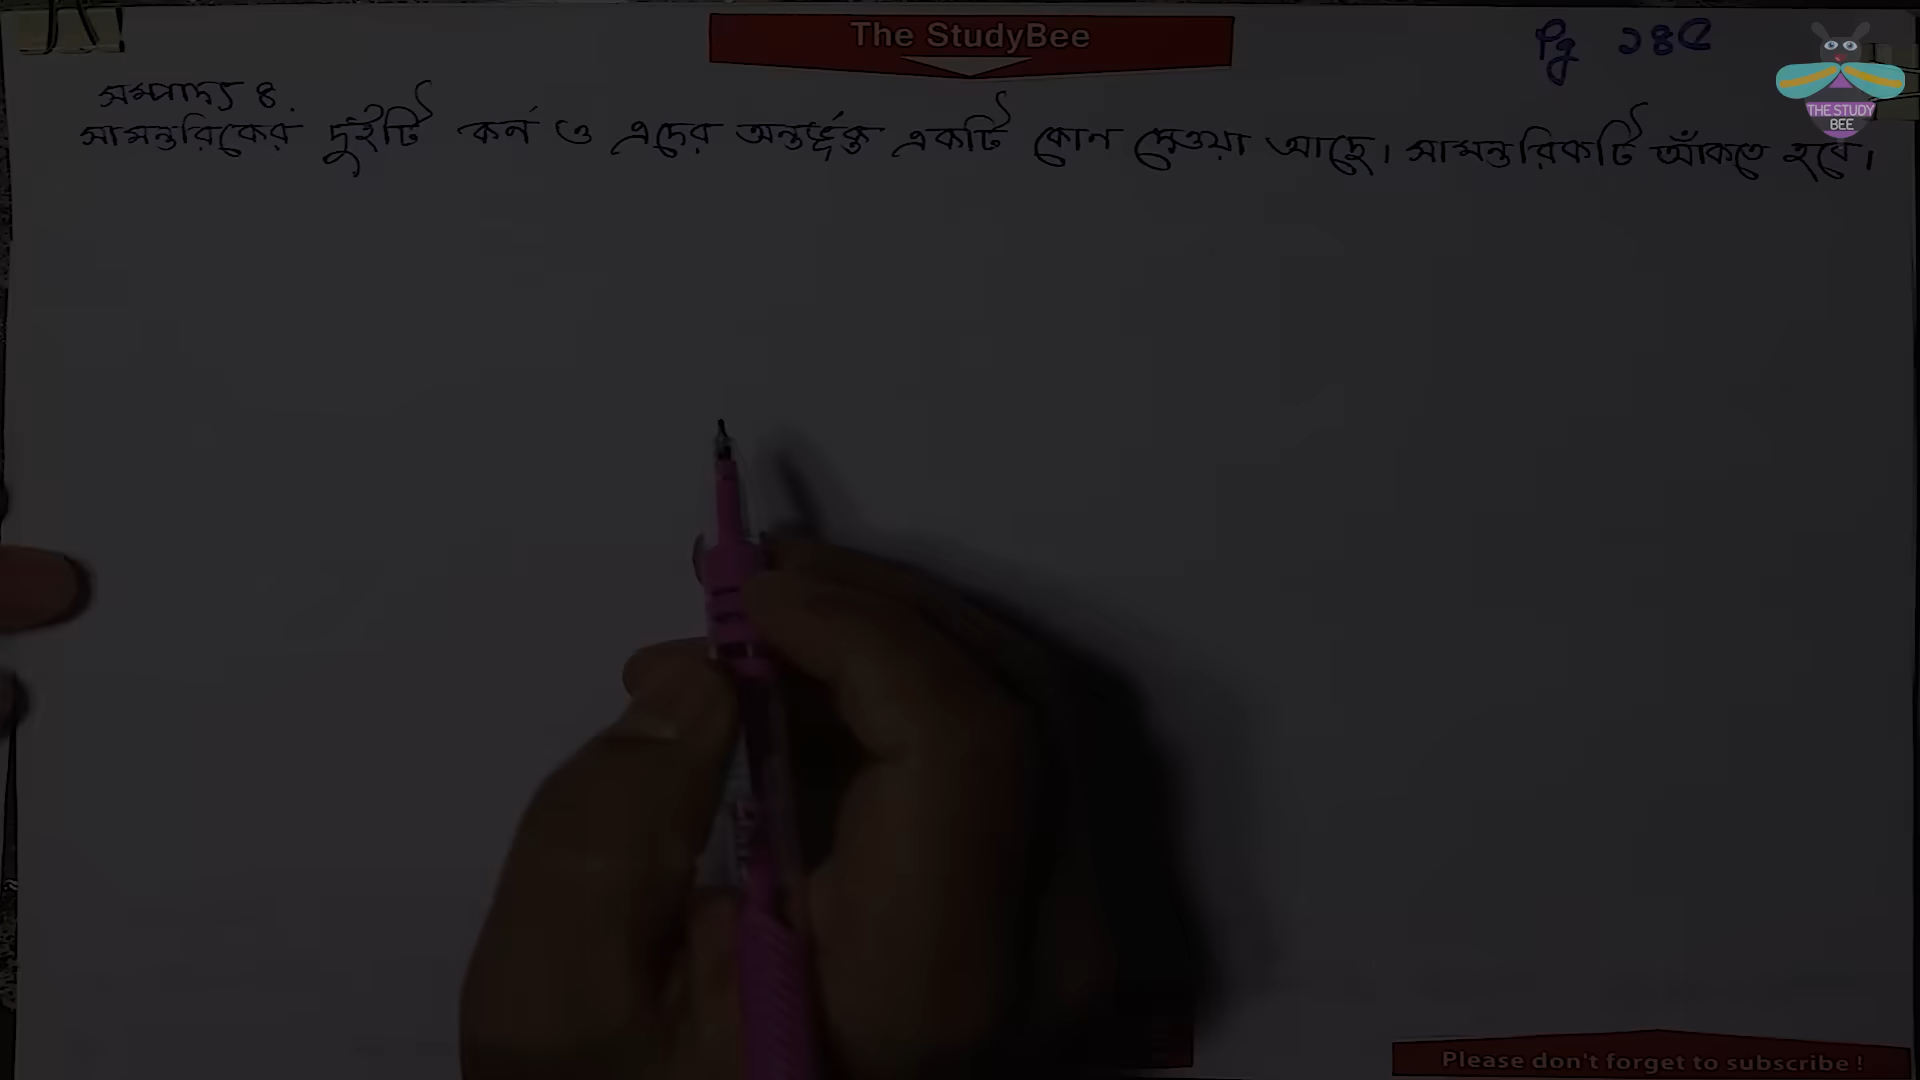 The StudyBee
Pg ১৪৫
THE STUDY
BEE
সম্পাদ্য ৪.
সামন্তরিকের দুইটি কর্ন ও এদের অন্তর্ভুক্ত একটি কোন দেওয়া আছে। সামন্তরিকটি আঁকতে হবে।
Please don't forget to subscribe !